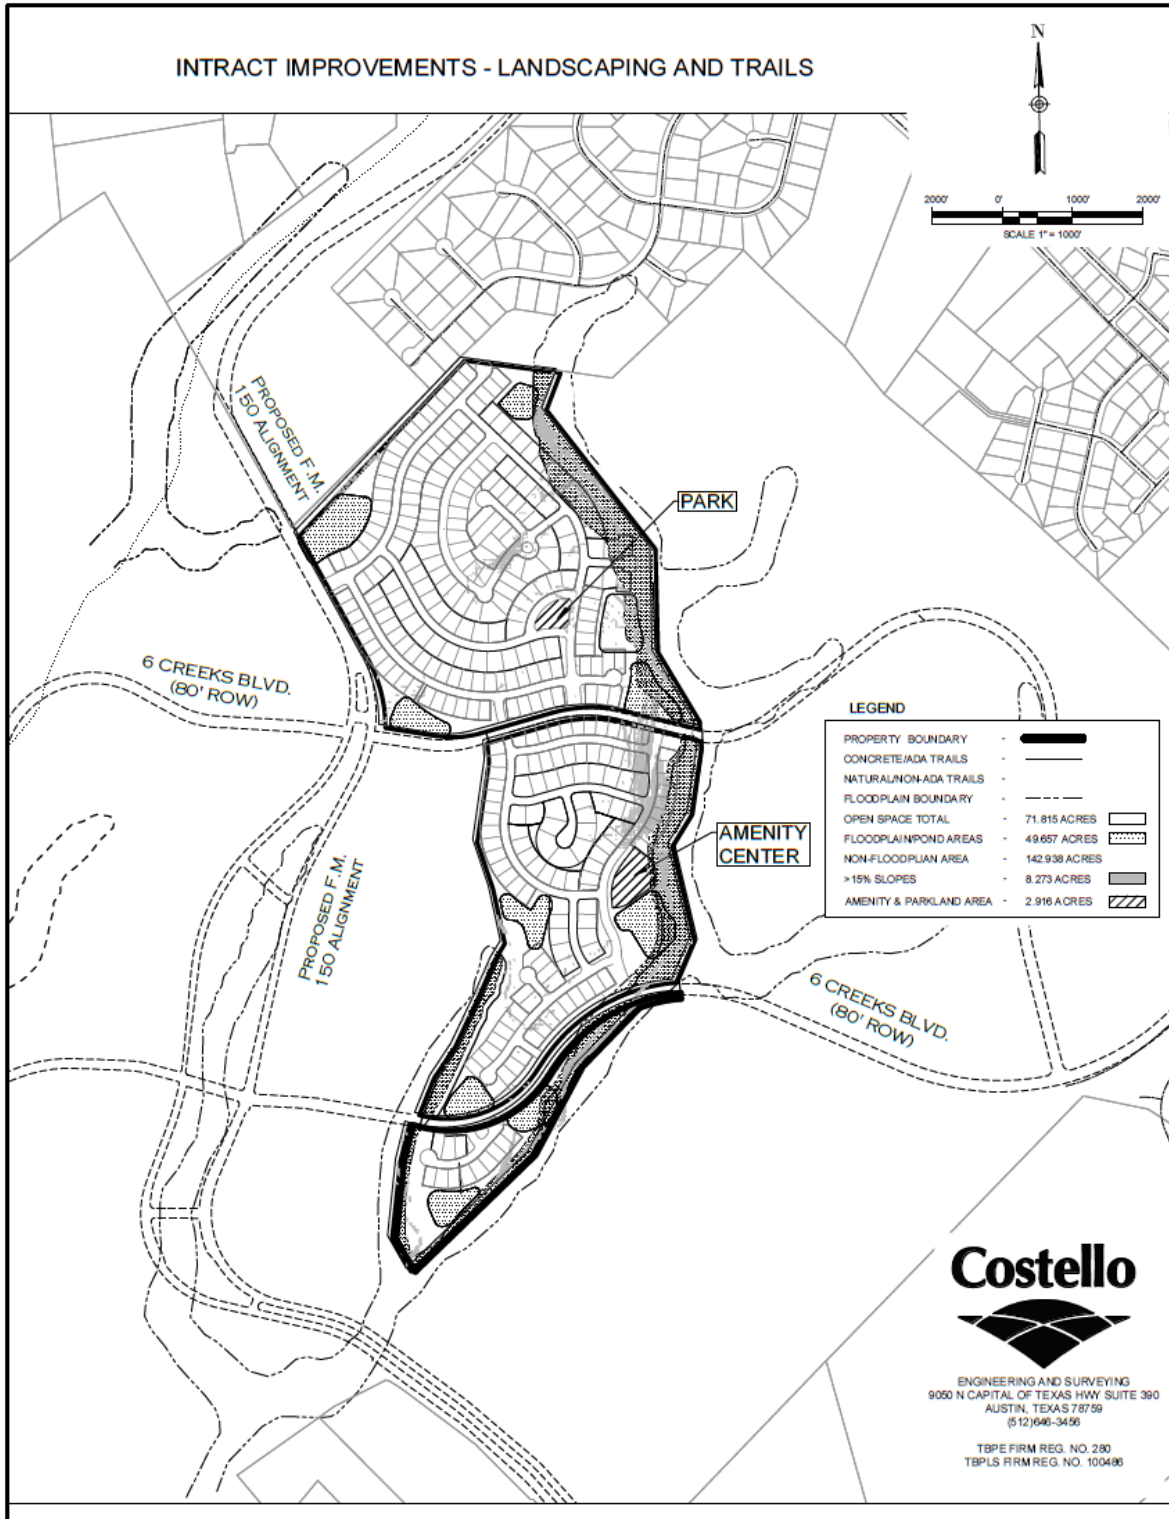 INTRACT IMPROVEMENTS - LANDSCAPING AND TRAILS
N
2000' 0' 1000' 2000'
SCALE 1" = 1000'
PROPOSED F.M.
150 ALIGNMENT
PARK
6 CREEKS BLVD.
(80' ROW)
LEGEND
PROPERTY BOUNDARY -
CONCRETE/ADA TRAILS -
NATURAL/NON-ADA TRAILS -
FLOODPLAIN BOUNDARY -
OPEN SPACE TOTAL - 71.815 ACRES
FLOODPLAIN/POND AREAS - 49.657 ACRES
NON-FLOODPLIAN AREA - 142.938 ACRES
>15% SLOPES - 8.273 ACRES
AMENITY & PARKLAND AREA - 2.916 ACRES
AMENITY
CENTER
PROPOSED F.M.
150 ALIGNMENT
6 CREEKS BLVD.
(80' ROW)
Costello
ENGINEERING AND SURVEYING
9050 N CAPITAL OF TEXAS HWY SUITE 390
AUSTIN, TEXAS 78759
(512)646-3456
TBPE FIRM REG. NO. 280
TBPLS FIRM REG. NO. 100486